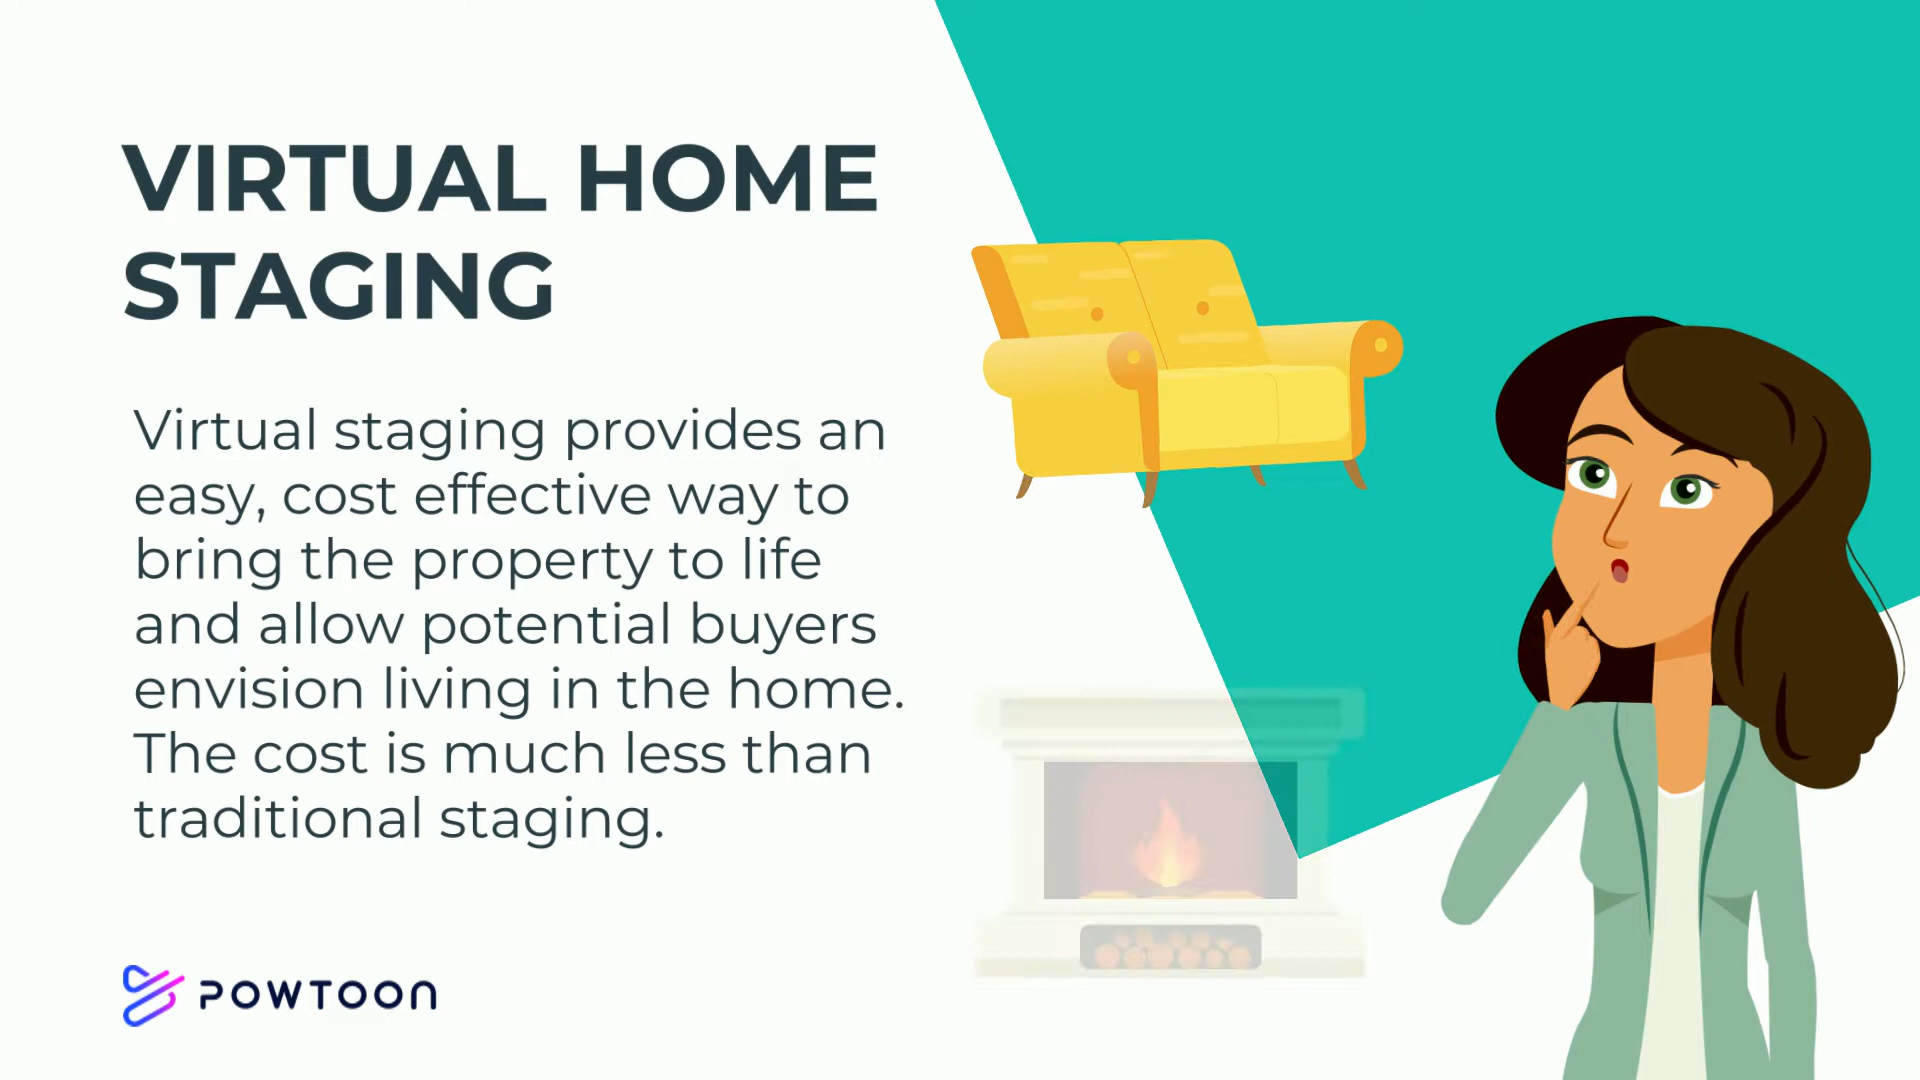 VIRTUAL HOME
STAGING
Virtual staging provides an
easy, cost effective way to
bring the property to life
and allow potential buyers
envision living in the home.
The cost is much less than
traditional staging.
POWTOON